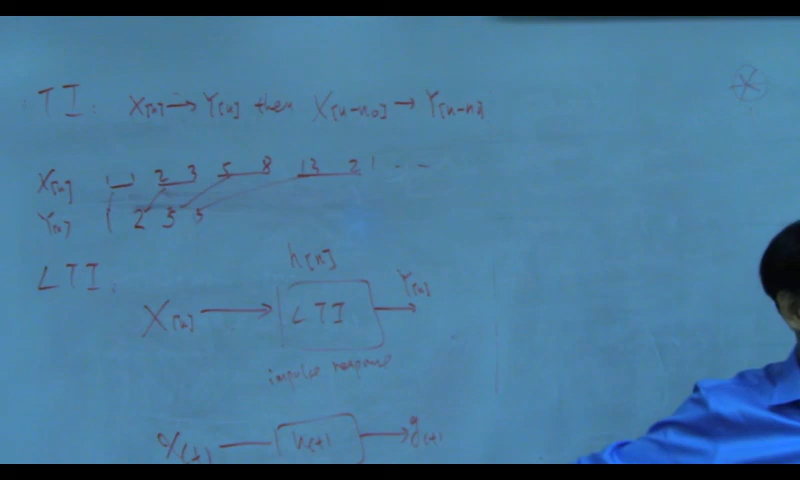 TI: X[n] → Y[n] then X[n-n0] → Y[n-n0]
X[n] 1 1 2 3 5 8 13 21 - -
Y[n] 1 2 5
LTI:
h[n]
X[n] → LTI → Y[n]
impulse response
x(t) — h(t) → y(t)